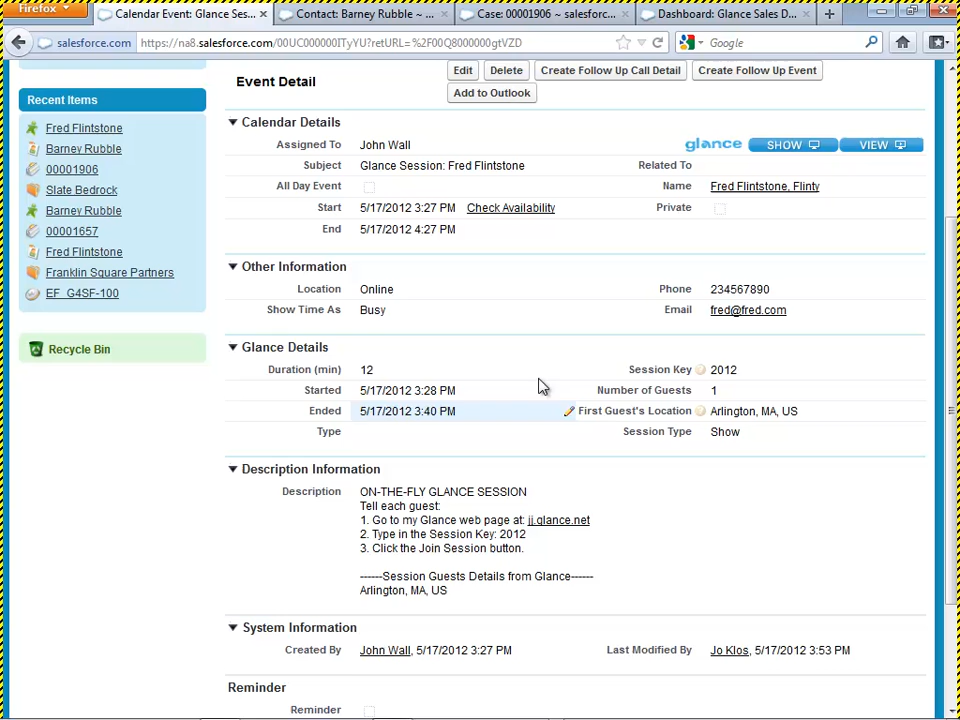 Firefox
Calendar Event: Glance Ses...
Contact: Barney Rubble ~ ...
Case: 00001906 ~ salesforc...
Dashboard: Glance Sales D...
salesforce.com
https://na8.salesforce.com/00UC000000ITyYU?retURL=%2F00Q8000000gtVZD
Google
Event Detail
Edit
Delete
Create Follow Up Call Detail
Create Follow Up Event
Add to Outlook
Recent Items
Fred Flintstone
Barney Rubble
00001906
Slate Bedrock
Barney Rubble
00001657
Fred Flintstone
Franklin Square Partners
EF_G4SF-100
Recycle Bin
Calendar Details
Assigned To John Wall
glance SHOW VIEW
Subject Glance Session: Fred Flintstone Related To
All Day Event Name Fred Flintstone, Flinty
Start 5/17/2012 3:27 PM Check Availability Private
End 5/17/2012 4:27 PM
Other Information
Location Online Phone 234567890
Show Time As Busy Email fred@fred.com
Glance Details
Duration (min) 12 Session Key 2012
Started 5/17/2012 3:28 PM Number of Guests 1
Ended 5/17/2012 3:40 PM First Guest's Location Arlington, MA, US
Type Session Type Show
Description Information
Description ON-THE-FLY GLANCE SESSION
Tell each guest:
1. Go to my Glance web page at: jj.glance.net
2. Type in the Session Key: 2012
3. Click the Join Session button.
------Session Guests Details from Glance------
Arlington, MA, US
System Information
Created By John Wall, 5/17/2012 3:27 PM Last Modified By Jo Klos, 5/17/2012 3:53 PM
Reminder
Reminder